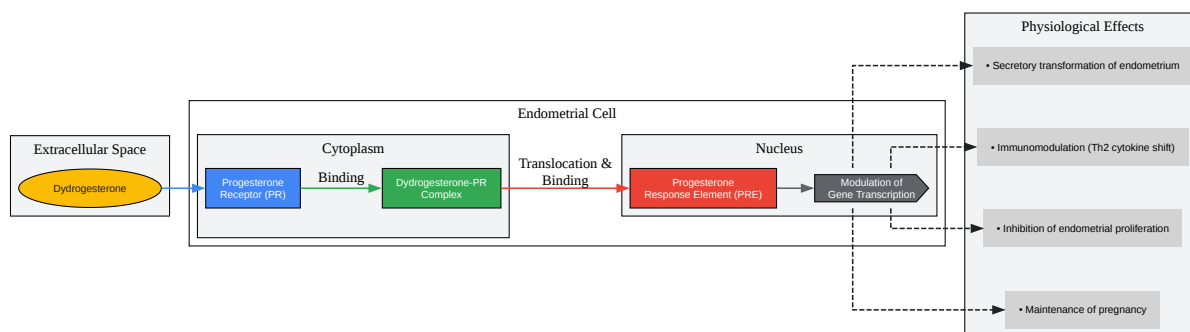 Physiological Effects
• Secretory transformation of endometrium
Endometrial Cell
Extracellular Space
Cytoplasm
Nucleus
• Immunomodulation (Th2 cytokine shift)
Dydrogesterone
Progesterone
Receptor (PR)
Binding
Dydrogesterone-PR
Complex
Translocation &
Binding
Progesterone
Response Element (PRE)
Modulation of
Gene Transcription
• Inhibition of endometrial proliferation
• Maintenance of pregnancy